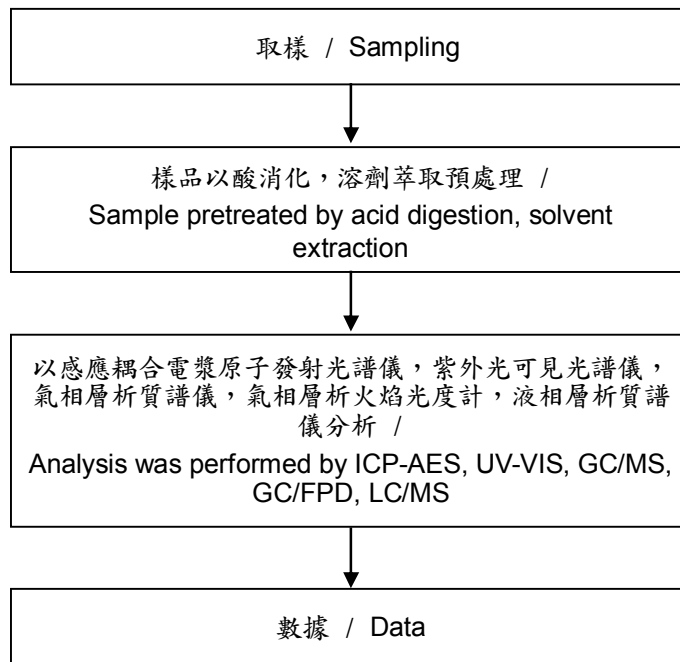 取樣 / Sampling
樣品以酸消化，溶劑萃取預處理 /
Sample pretreated by acid digestion, solvent
extraction
以感應耦合電漿原子發射光譜儀，紫外光可見光譜儀，
氣相層析質譜儀，氣相層析火焰光度計，液相層析質譜
儀分析 /
Analysis was performed by ICP-AES, UV-VIS, GC/MS,
GC/FPD, LC/MS
數據 / Data